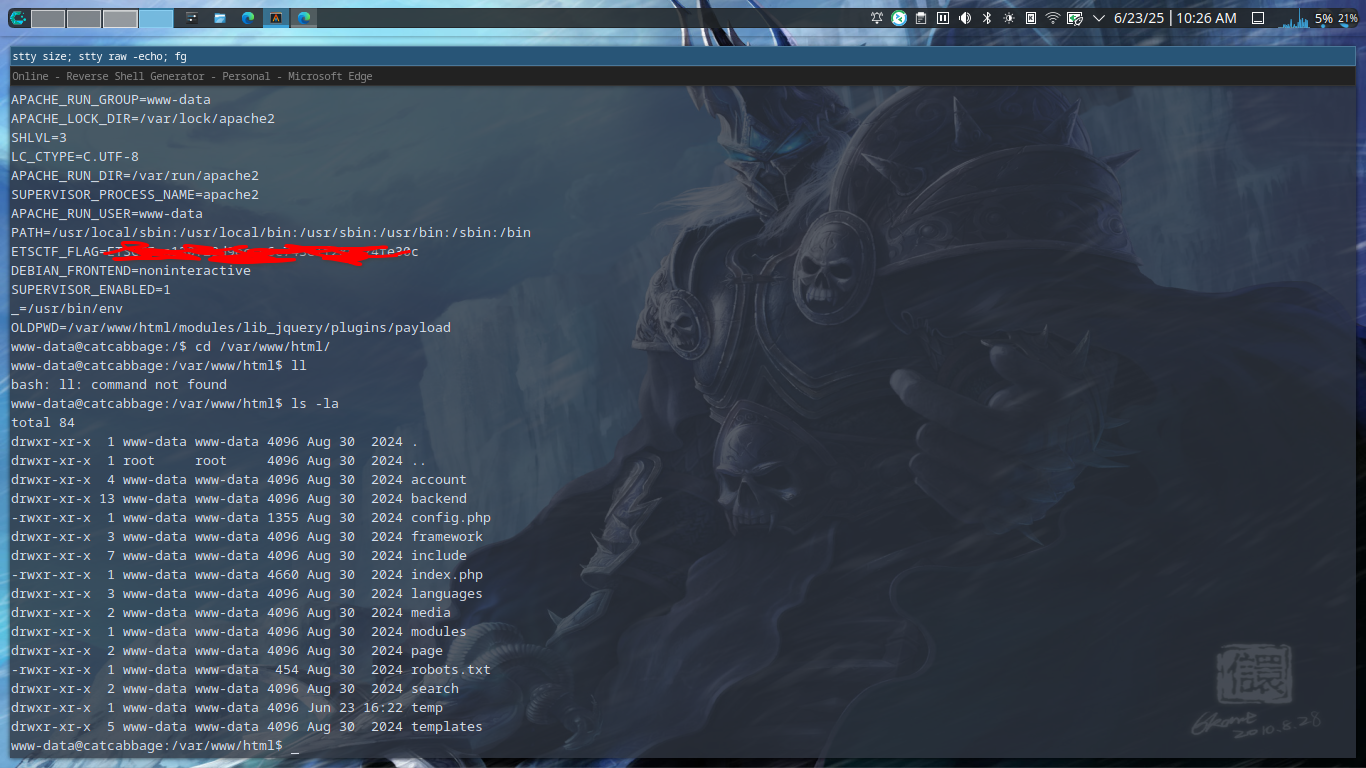 6/23/25 10:26 AM 5% 21%
stty size; stty raw -echo; fg
Online - Reverse Shell Generator - Personal - Microsoft Edge
APACHE_RUN_GROUP=www-data
APACHE_LOCK_DIR=/var/lock/apache2
SHLVL=3
LC_CTYPE=C.UTF-8
APACHE_RUN_DIR=/var/run/apache2
SUPERVISOR_PROCESS_NAME=apache2
APACHE_RUN_USER=www-data
PATH=/usr/local/sbin:/usr/local/bin:/usr/sbin:/usr/bin:/sbin:/bin
ETSCTF_FLAG=
DEBIAN_FRONTEND=noninteractive
SUPERVISOR_ENABLED=1
_=/usr/bin/env
OLDPWD=/var/www/html/modules/lib_jquery/plugins/payload
www-data@catcabbage:/$ cd /var/www/html/
www-data@catcabbage:/var/www/html$ ll
bash: ll: command not found
www-data@catcabbage:/var/www/html$ ls -la
total 84
drwxr-xr-x  1 www-data www-data 4096 Aug 30  2024 .
drwxr-xr-x  1 root     root     4096 Aug 30  2024 ..
drwxr-xr-x  4 www-data www-data 4096 Aug 30  2024 account
drwxr-xr-x 13 www-data www-data 4096 Aug 30  2024 backend
-rwxr-xr-x  1 www-data www-data 1355 Aug 30  2024 config.php
drwxr-xr-x  3 www-data www-data 4096 Aug 30  2024 framework
drwxr-xr-x  7 www-data www-data 4096 Aug 30  2024 include
-rwxr-xr-x  1 www-data www-data 4660 Aug 30  2024 index.php
drwxr-xr-x  3 www-data www-data 4096 Aug 30  2024 languages
drwxr-xr-x  2 www-data www-data 4096 Aug 30  2024 media
drwxr-xr-x  1 www-data www-data 4096 Aug 30  2024 modules
drwxr-xr-x  2 www-data www-data 4096 Aug 30  2024 page
-rwxr-xr-x  1 www-data www-data  454 Aug 30  2024 robots.txt
drwxr-xr-x  2 www-data www-data 4096 Aug 30  2024 search
drwxr-xr-x  1 www-data www-data 4096 Jun 23 16:22 temp
drwxr-xr-x  5 www-data www-data 4096 Aug 30  2024 templates
www-data@catcabbage:/var/www/html$ _
2010.8.28